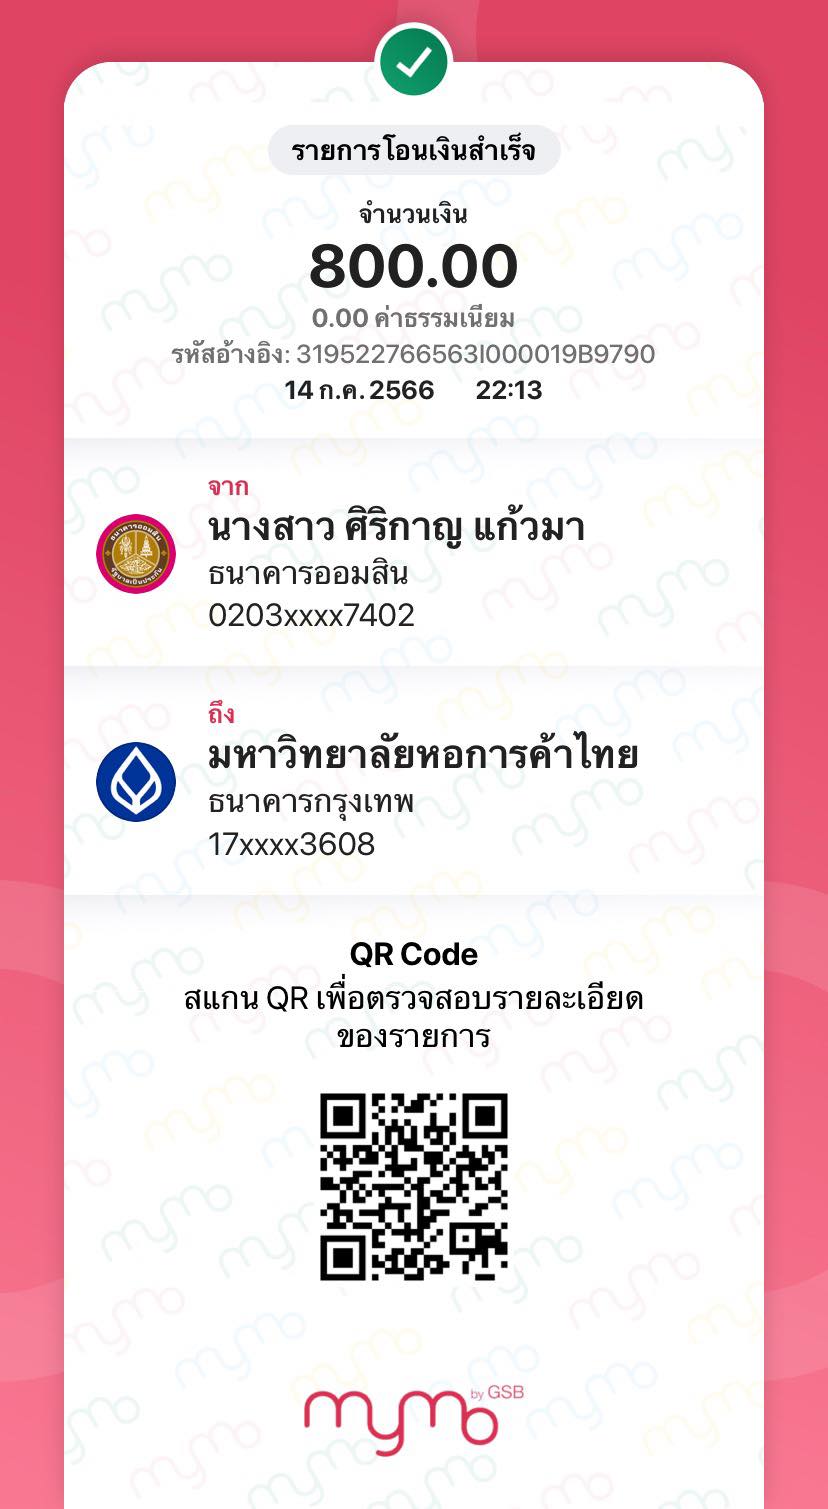 รายการโอนเงินสำเร็จ
จำนวนเงิน
800.00
0.00 ค่าธรรมเนียม
รหัสอ้างอิง: 319522766563I000019B9790
14 ก.ค. 2566 22:13
จาก
นางสาว ศิริกาญ แก้วมา
ธนาคารออมสิน
0203xxxx7402
ถึง
มหาวิทยาลัยหอการค้าไทย
ธนาคารกรุงเทพ
17xxxx3608
QR Code
สแกน QR เพื่อตรวจสอบรายละเอียด
ของรายการ
mymo by GSB